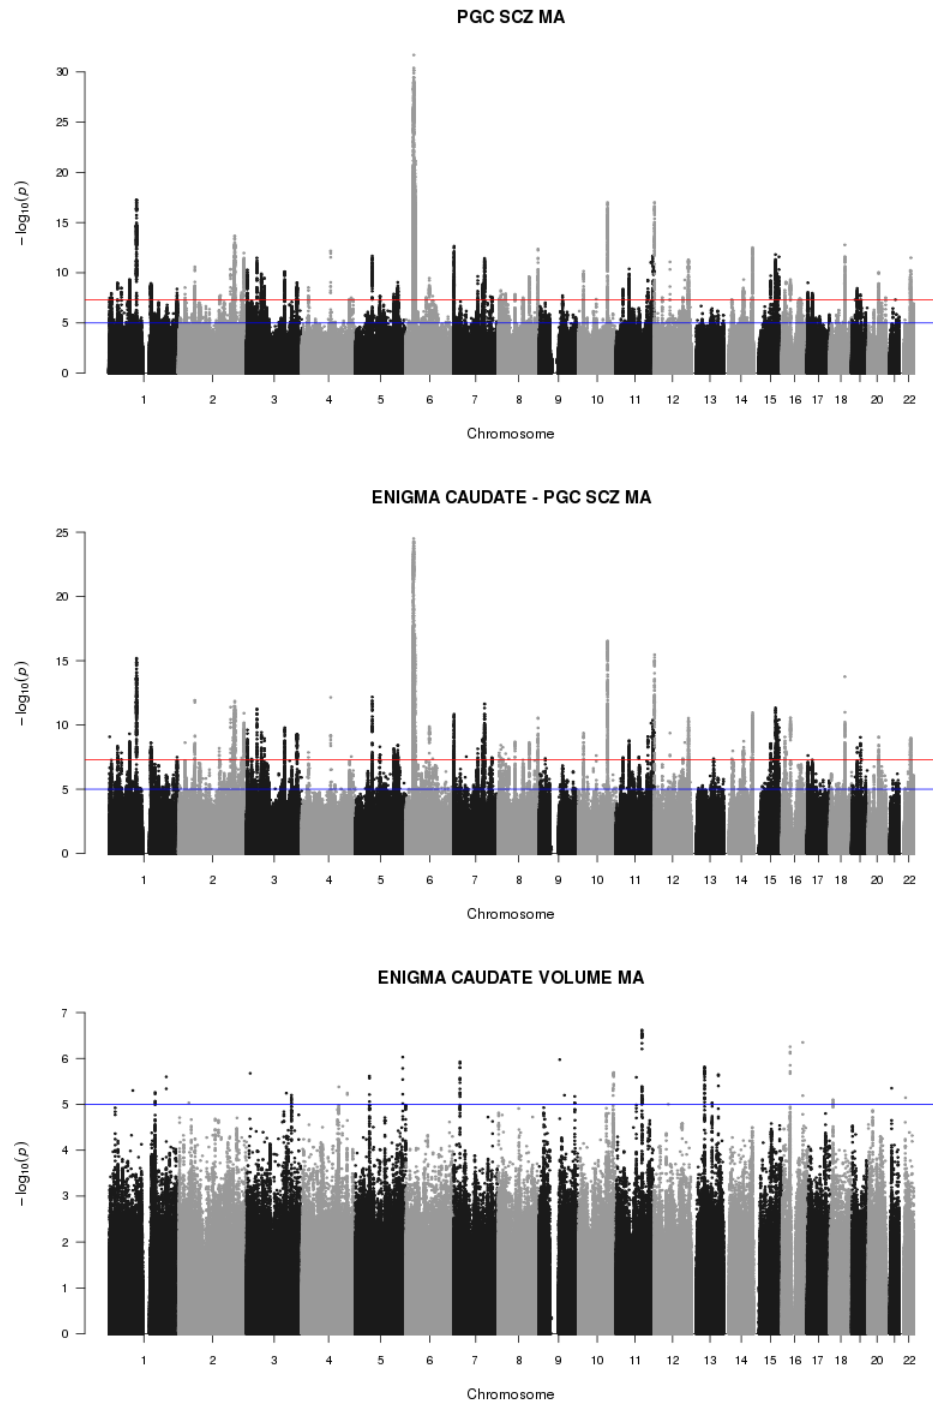 PGC SCZ MA
30
25
20
15
10
5
0
− log10(p)
1 2 3 4 5 6 7 8 9 10 11 12 13 14 15 16 17 18 20 22
Chromosome
ENIGMA CAUDATE - PGC SCZ MA
25
20
15
10
5
0
− log10(p)
1 2 3 4 5 6 7 8 9 10 11 12 13 14 15 16 17 18 20 22
Chromosome
ENIGMA CAUDATE VOLUME MA
7
6
5
4
3
2
1
0
− log10(p)
1 2 3 4 5 6 7 8 9 10 11 12 13 14 15 16 17 18 20 22
Chromosome